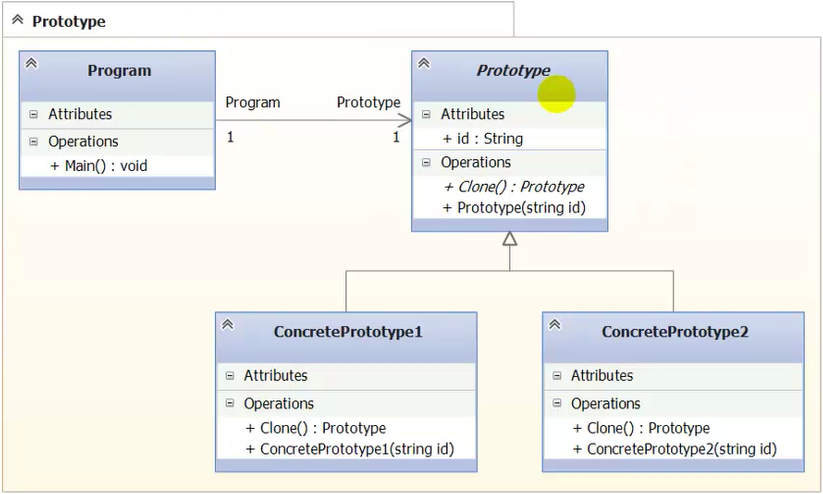 Prototype
Program
Attributes
Operations
+ Main() : void
Program
1
Prototype
1
Prototype
Attributes
+ id : String
Operations
+ Clone() : Prototype
+ Prototype(string id)
ConcretePrototype1
Attributes
Operations
+ Clone() : Prototype
+ ConcretePrototype1(string id)
ConcretePrototype2
Attributes
Operations
+ Clone() : Prototype
+ ConcretePrototype2(string id)